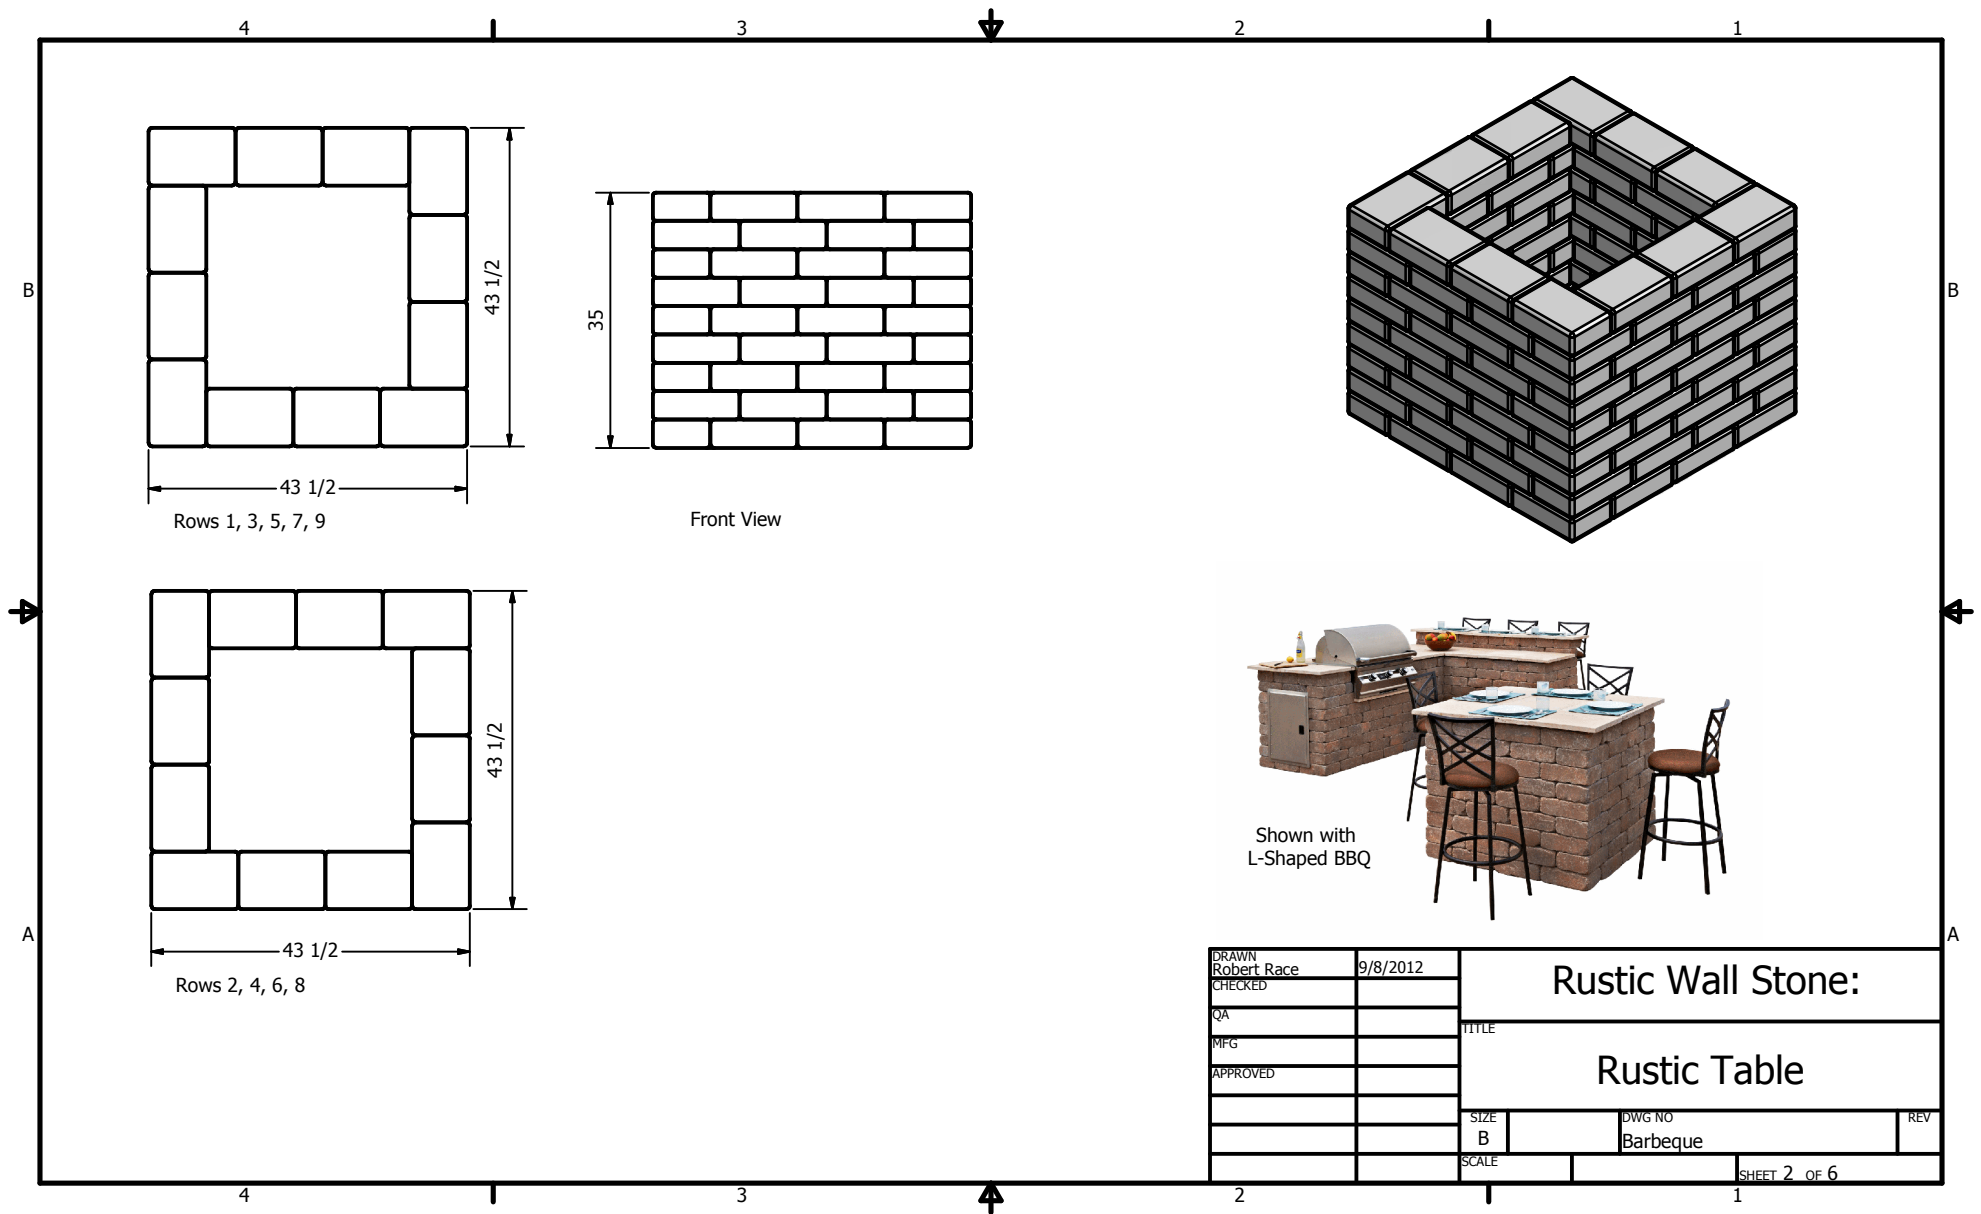 4 3 2 1
B B
43 1/2
43 1/2
Rows 1, 3, 5, 7, 9
35
Front View
43 1/2
43 1/2
Rows 2, 4, 6, 8
Shown with
L-Shaped BBQ
A A
DRAWN
Robert Race 9/8/2012
CHECKED
QA
MFG
APPROVED
Rustic Wall Stone:
TITLE
Rustic Table
SIZE
B
DWG NO
Barbeque
REV
SCALE
SHEET 2 OF 6
4 3 2 1